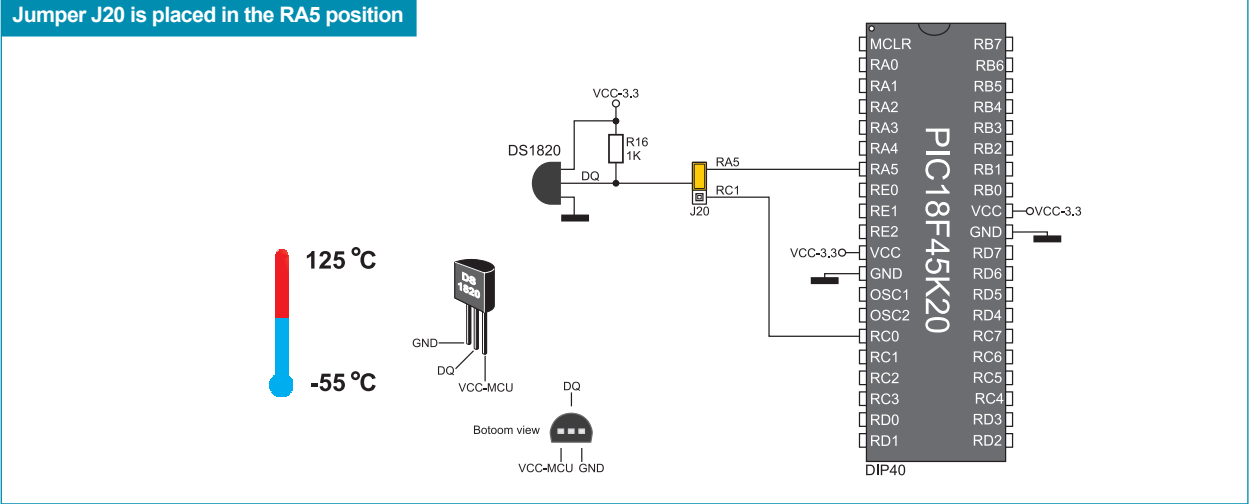 Jumper J20 is placed in the RA5 position
VCC-3.3
R16
1K
DS1820
DQ
RA5
RC1
J20
125 °C
-55 °C
DS
1820
GND
DQ
VCC-MCU
DQ
Botoom view
VCC-MCU GND
MCLR
RA0
RA1
RA2
RA3
RA4
RA5
RE0
RE1
RE2
VCC-3.3
VCC
GND
OSC1
OSC2
RC0
RC1
RC2
RC3
RD0
RD1
PIC18F45K20
RB7
RB6
RB5
RB4
RB3
RB2
RB1
RB0
VCC
VCC-3.3
GND
RD7
RD6
RD5
RD4
RC7
RC6
RC5
RC4
RD3
RD2
DIP40